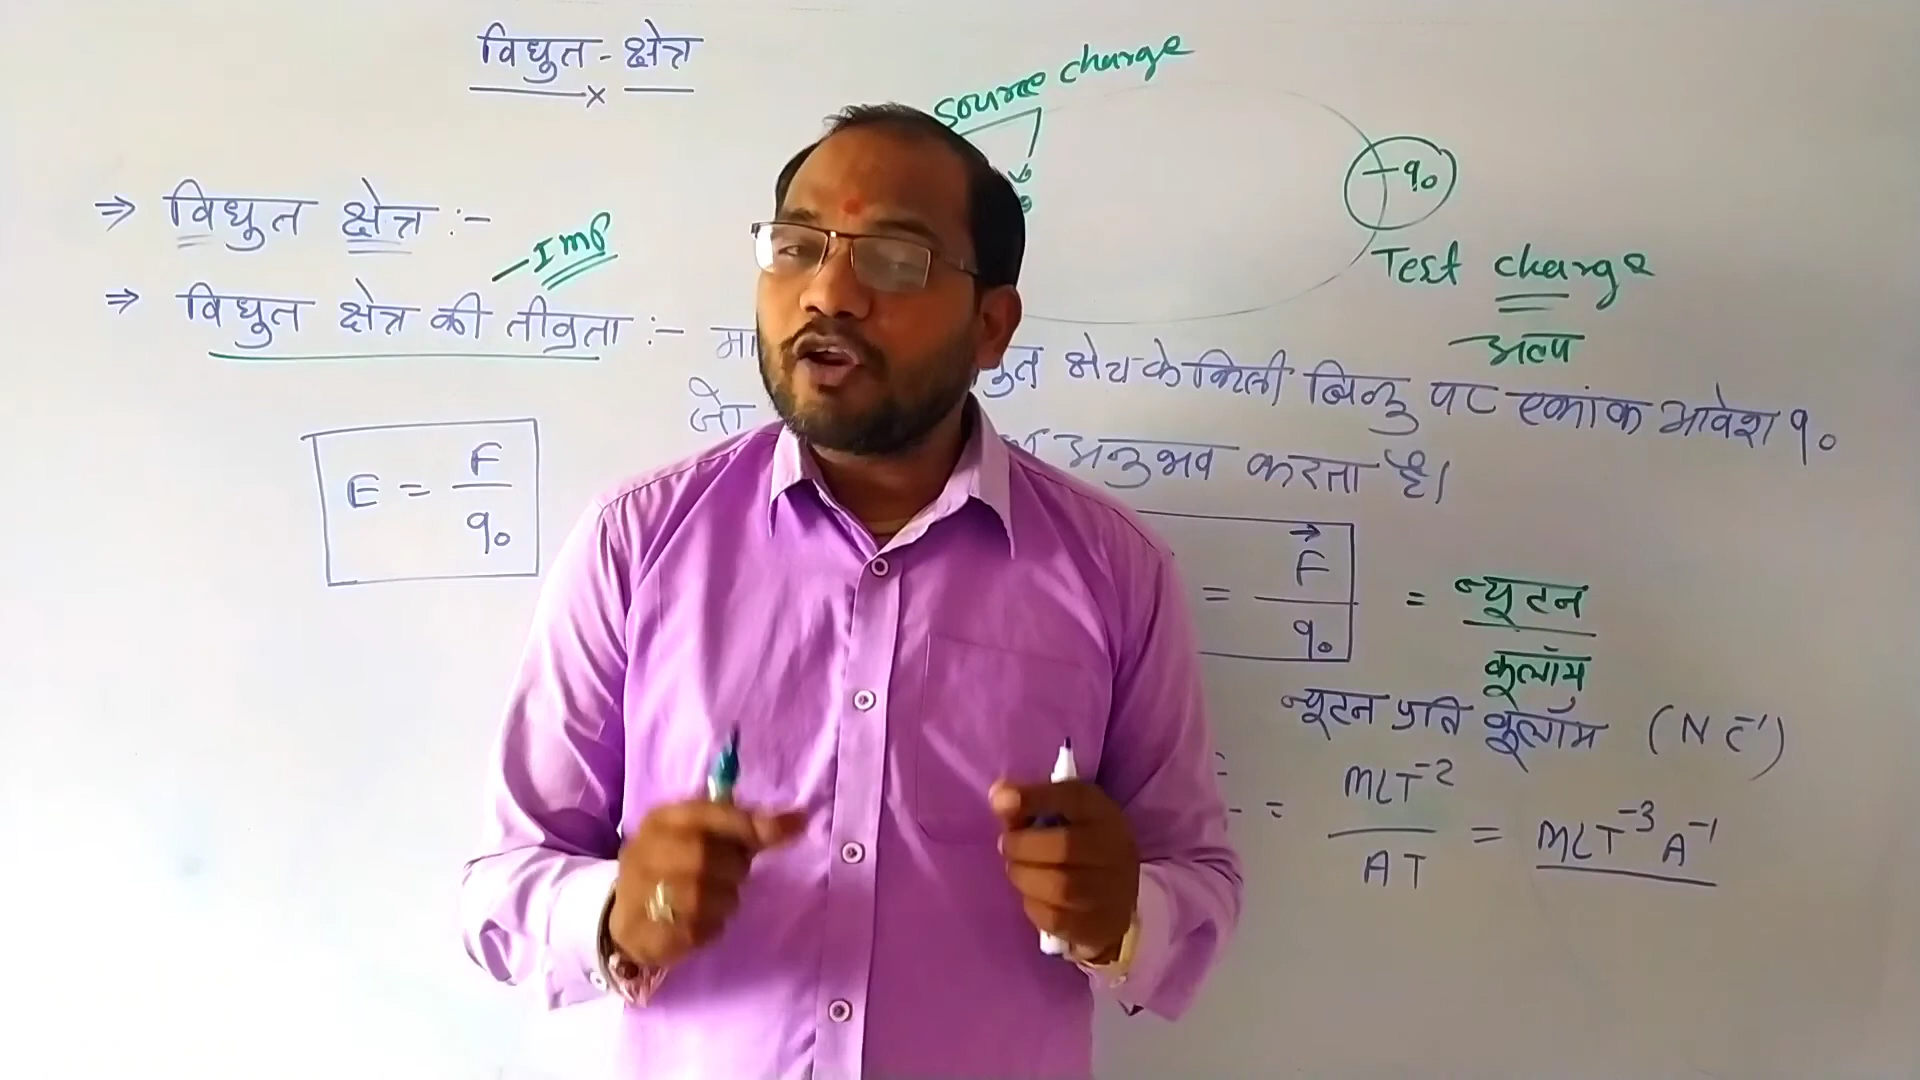 विधुत - क्षेत्र
Source charge
q₀
Test charge
अल्प
⇒ विधुत क्षेत्र :-
Imp
⇒ विधुत क्षेत्र की तीव्रता :- मा
क्षेत्र के किसी बिन्दु पर एकांक आवेश q₀
जो
अनुभव करता है।
E = F / q₀
= F⃗ / q₀ = न्यूटन / कूलॉम
न्यूटन प्रति कूलॉम (N C⁻¹)
= MLT⁻² / AT = MLT⁻³ A⁻¹